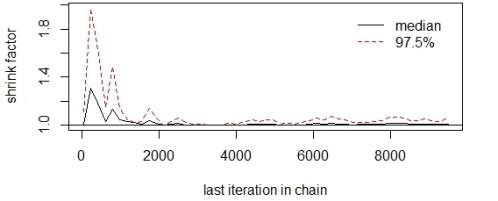 shrink factor
1.8
1.4
1.0
median
97.5%
0 2000 4000 6000 8000
last iteration in chain